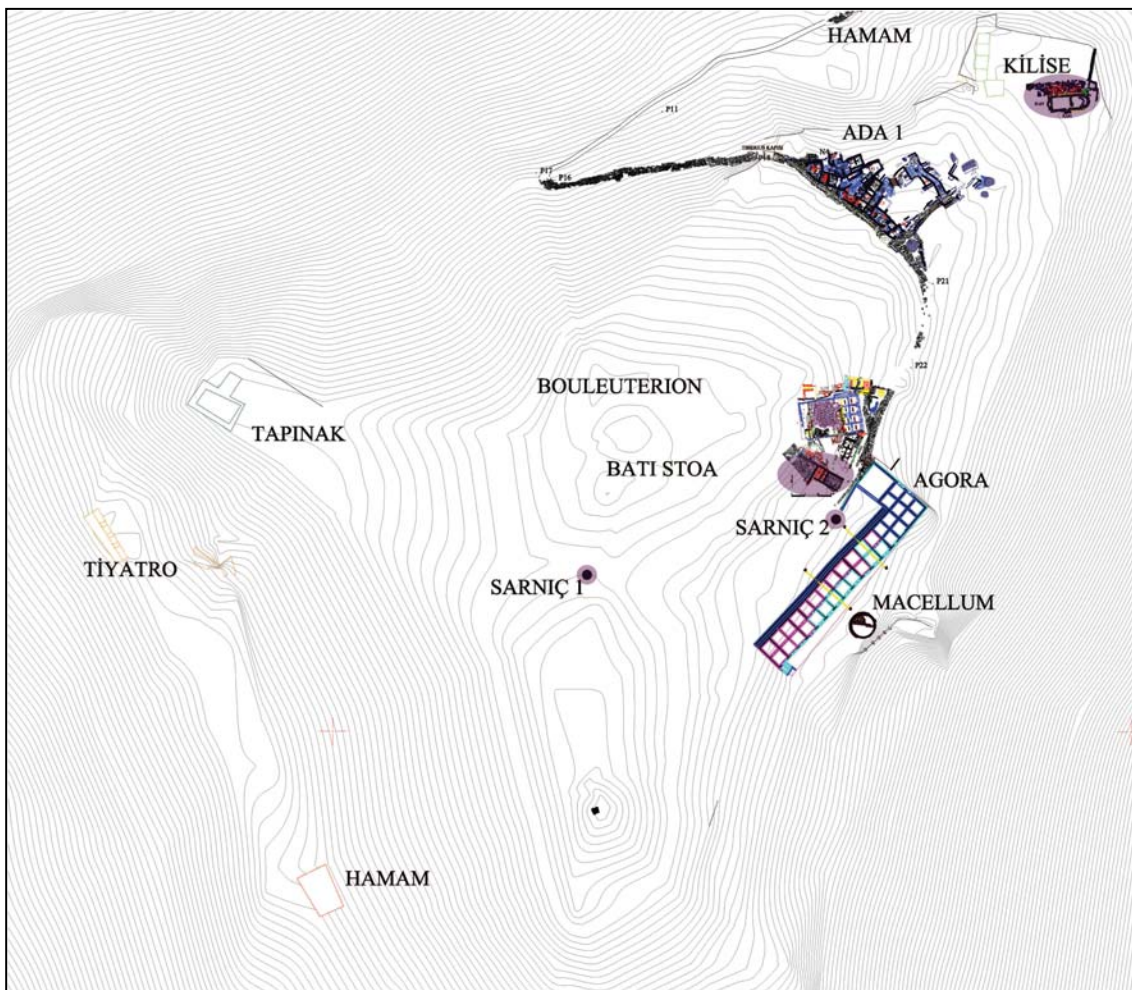 HAMAM
KİLİSE
P11
ADA 1
P17
P16
P21
P22
BOULEUTERION
TAPINAK
BATI STOA
AGORA
SARNIÇ 2
TİYATRO
SARNIÇ 1
MACELLUM
HAMAM